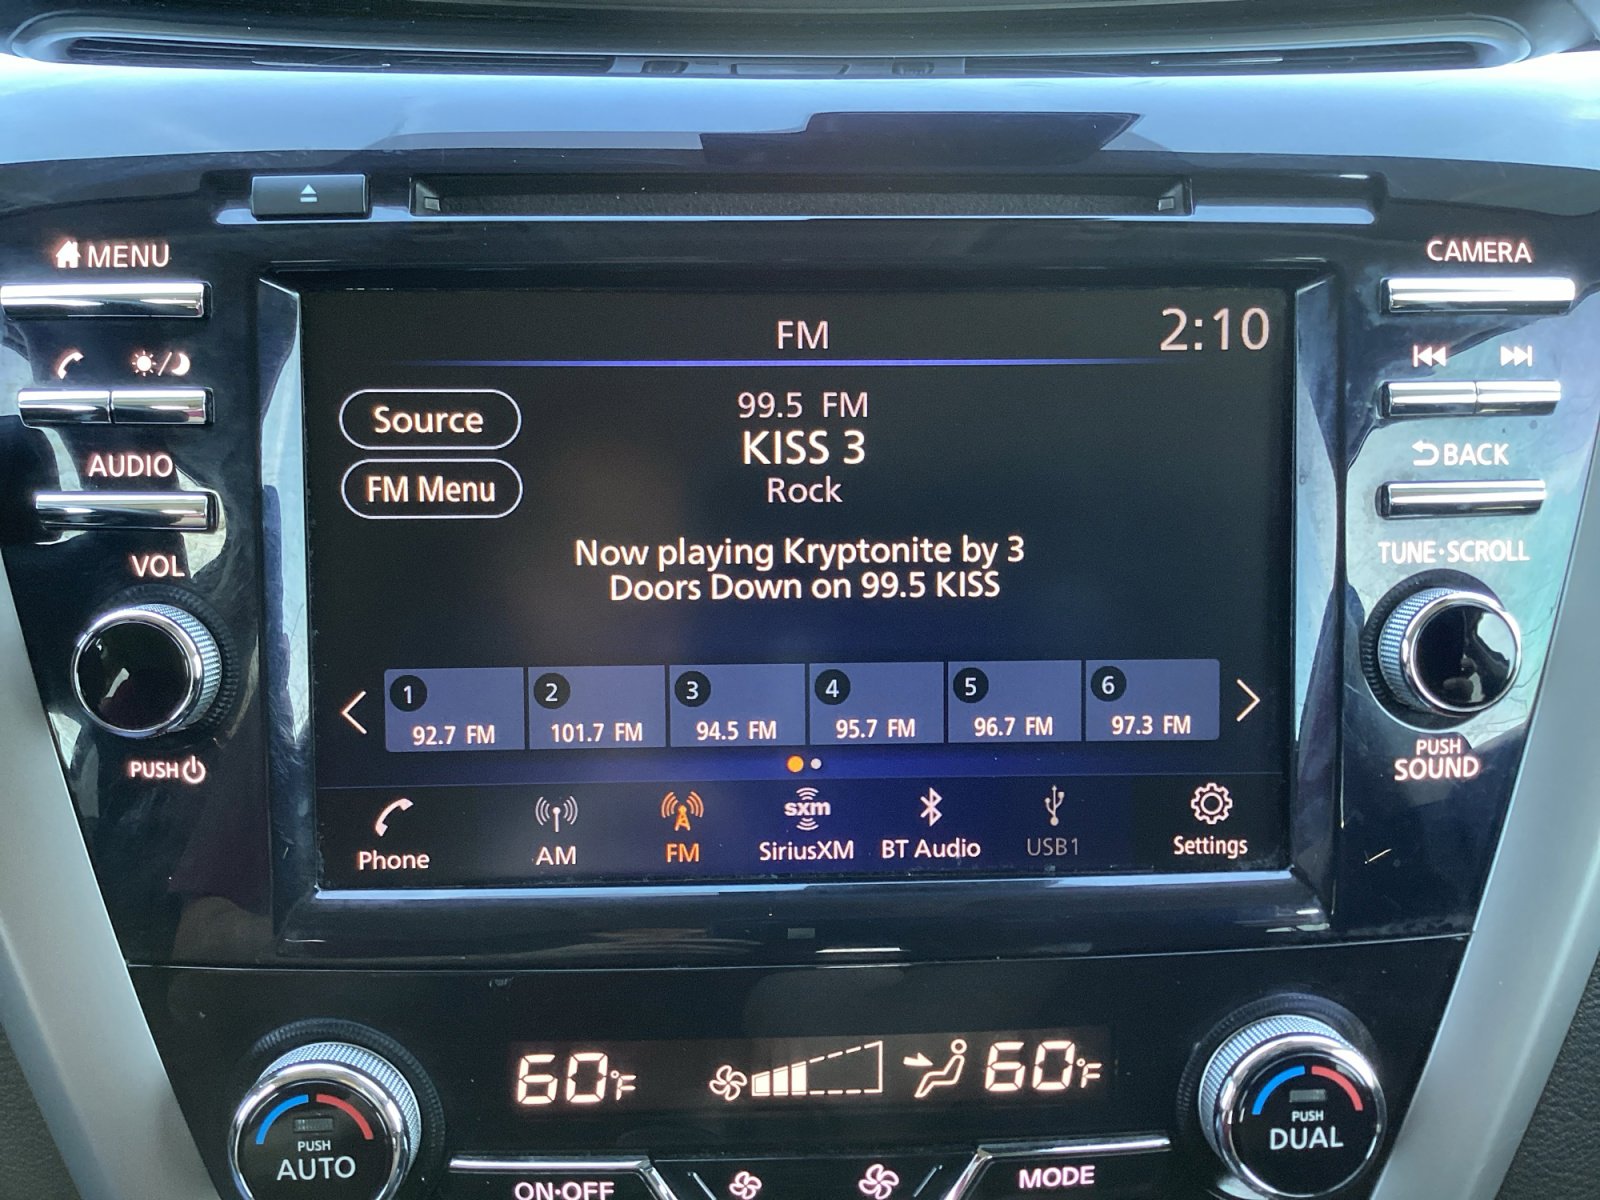 MENU
CAMERA
AUDIO
BACK
VOL
TUNE·SCROLL
PUSH
PUSH
SOUND
FM
2:10
Source
FM Menu
99.5 FM
KISS 3
Rock
Now playing Kryptonite by 3
Doors Down on 99.5 KISS
1 2 3 4 5 6
92.7 FM 101.7 FM 94.5 FM 95.7 FM 96.7 FM 97.3 FM
sxm
Phone AM FM SiriusXM BT Audio USB1 Settings
60°F 60°F
PUSH
AUTO
PUSH
DUAL
ON·OFF
MODE